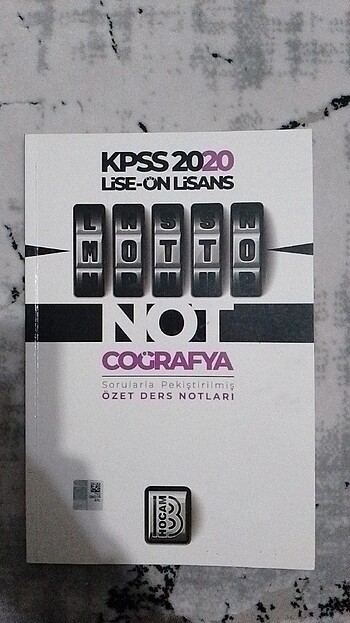 KPSS 2020
LİSE-ÖN LİSANS
MOTTO
NOT
COĞRAFYA
Sorularla Pekiştirilmiş
ÖZET DERS NOTLARI
HOCAM